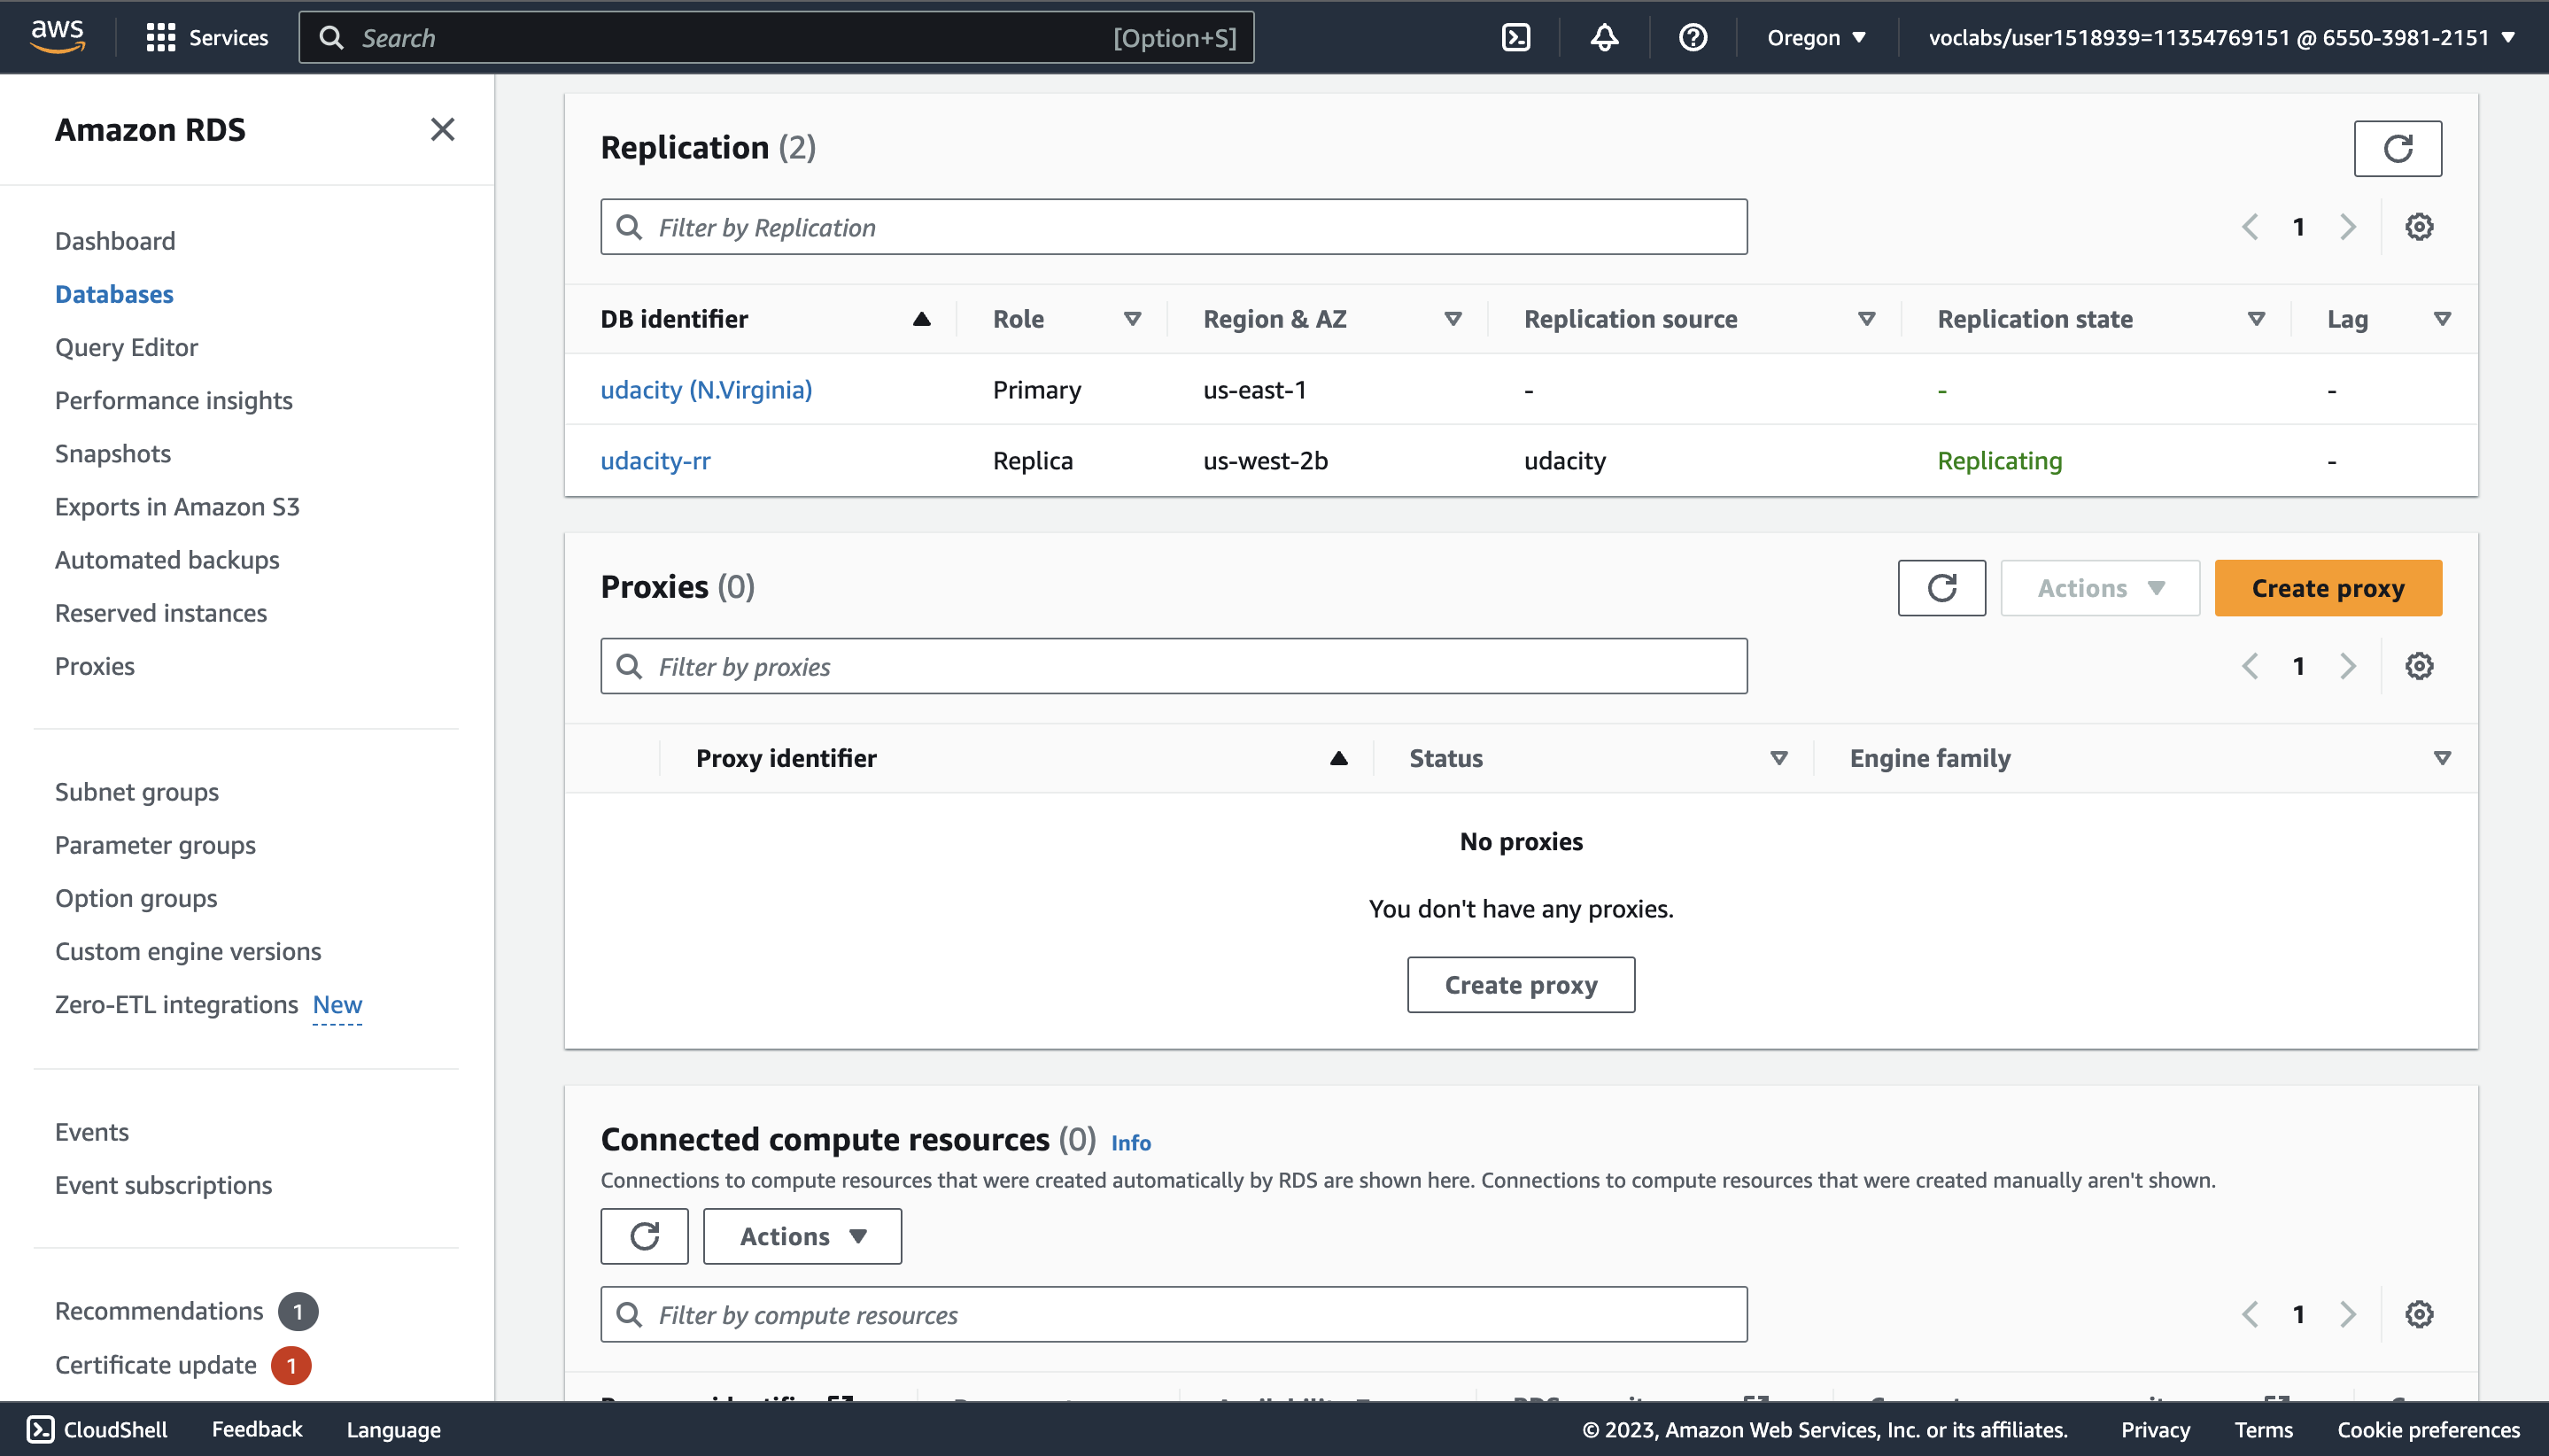 aws
Services
Search
[Option+S]
Oregon
voclabs/user1518939=11354769151 @ 6550-3981-2151
Amazon RDS
Dashboard
Databases
Query Editor
Performance insights
Snapshots
Exports in Amazon S3
Automated backups
Reserved instances
Proxies
Subnet groups
Parameter groups
Option groups
Custom engine versions
Zero-ETL integrations New
Events
Event subscriptions
Recommendations 1
Certificate update 1
Replication (2)
Filter by Replication
1
DB identifier Role Region & AZ Replication source Replication state Lag
udacity (N.Virginia) Primary us-east-1 - - -
udacity-rr Replica us-west-2b udacity Replicating -
Proxies (0)
Actions
Create proxy
Filter by proxies
1
Proxy identifier Status Engine family
No proxies
You don't have any proxies.
Create proxy
Connected compute resources (0) Info
Connections to compute resources that were created automatically by RDS are shown here. Connections to compute resources that were created manually aren't shown.
Actions
Filter by compute resources
1
CloudShell Feedback Language
© 2023, Amazon Web Services, Inc. or its affiliates. Privacy Terms Cookie preferences